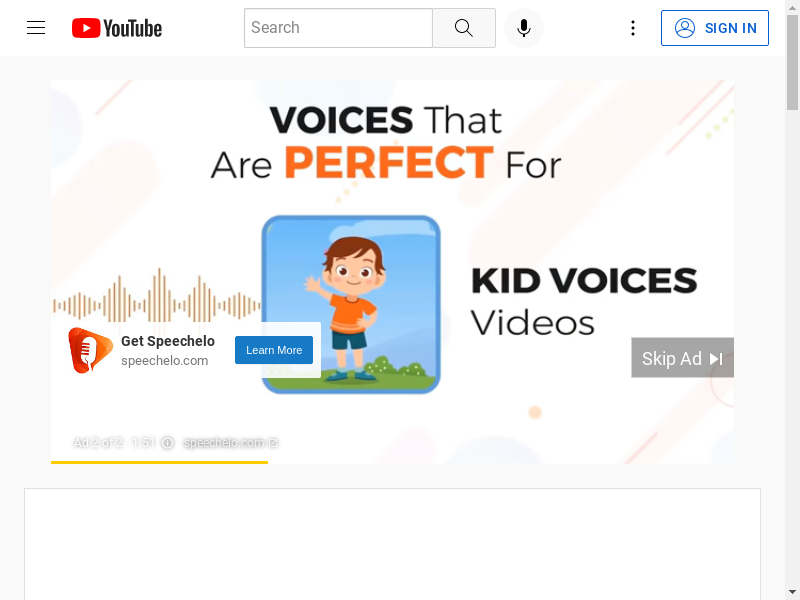 YouTube
Search
SIGN IN
VOICES That
Are PERFECT For
KID VOICES
Videos
Get Speechelo
speechelo.com
Learn More
Skip Ad
Ad 2 of 2 · 1:51
speechelo.com